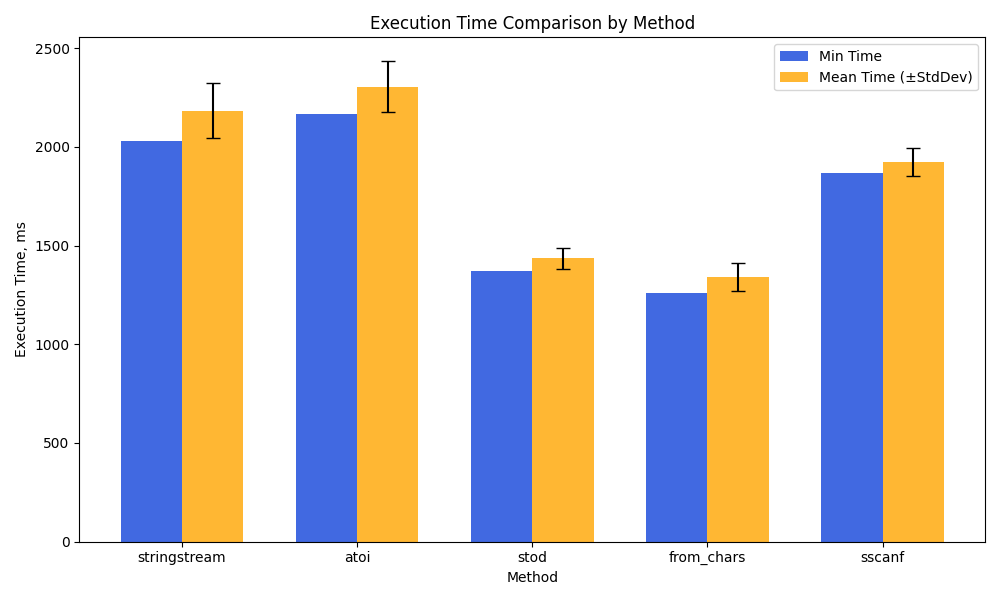 Execution Time Comparison by Method
Min Time
Mean Time (±StdDev)
2500
2000
1500
1000
500
0
Execution Time, ms
stringstream
atoi
stod
from_chars
sscanf
Method